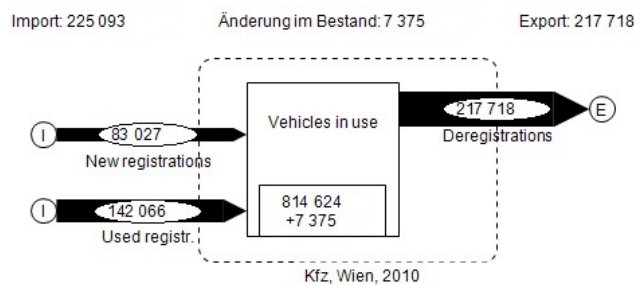 Import: 225 093 Änderung im Bestand: 7 375 Export: 217 718
217 718
E
Vehicles in use
Deregistrations
I 83 027
New registrations
814 624
+7 375
I 142 066
Used registr.
Kfz, Wien, 2010